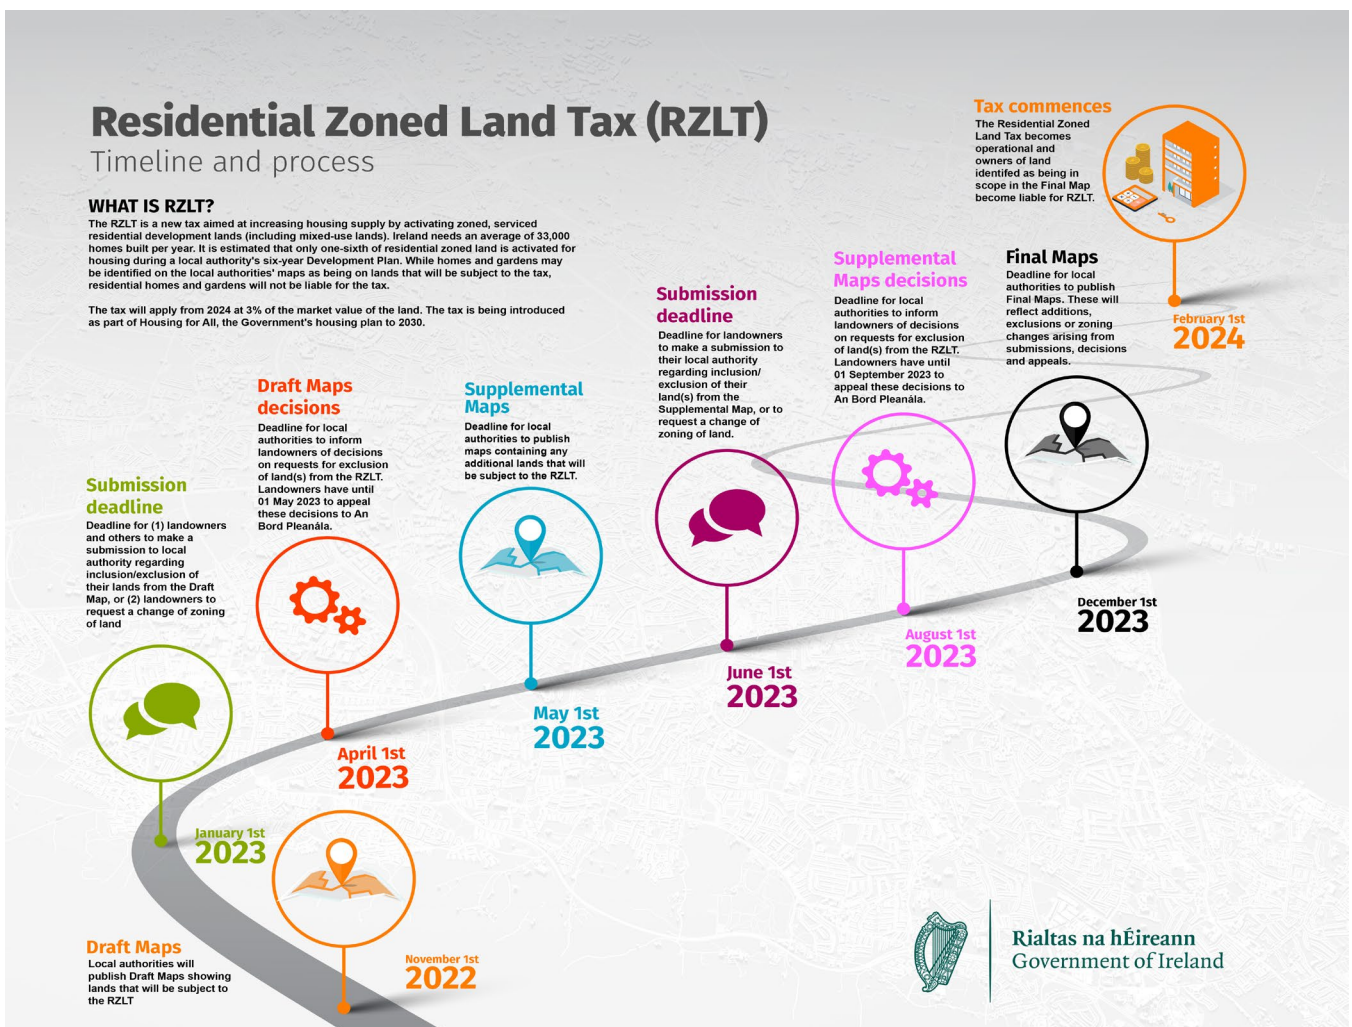 Residential Zoned Land Tax (RZLT)
Timeline and process
WHAT IS RZLT?
The RZLT is a new tax aimed at increasing housing supply by activating zoned, serviced
residential development lands (including mixed-use lands). Ireland needs an average of 33,000
homes built per year. It is estimated that only one-sixth of residential zoned land is activated for
housing during a local authority's six-year Development Plan. While homes and gardens may
be identified on the local authorities' maps as being on lands that will be subject to the tax,
residential homes and gardens will not be liable for the tax.
The tax will apply from 2024 at 3% of the market value of the land. The tax is being introduced
as part of Housing for All, the Government's housing plan to 2030.
Draft Maps
Local authorities will
publish Draft Maps showing
lands that will be subject to
the RZLT
November 1st
2022
Submission
deadline
Deadline for (1) landowners
and others to make a
submission to local
authority regarding
inclusion/exclusion of
their lands from the Draft
Map, or (2) landowners to
request a change of zoning
of land
January 1st
2023
Draft Maps
decisions
Deadline for local
authorities to inform
landowners of decisions
on requests for exclusion
of land(s) from the RZLT.
Landowners have until
01 May 2023 to appeal
these decisions to An
Bord Pleanála.
April 1st
2023
Supplemental
Maps
Deadline for local
authorities to publish
maps containing any
additional lands that will
be subject to the RZLT.
May 1st
2023
Submission
deadline
Deadline for landowners
to make a submission to
their local authority
regarding inclusion/
exclusion of their
land(s) from the
Supplemental Map, or to
request a change of
zoning of land.
June 1st
2023
Supplemental
Maps decisions
Deadline for local
authorities to inform
landowners of decisions
on requests for exclusion
of land(s) from the RZLT.
Landowners have until
01 September 2023 to
appeal these decisions to
An Bord Pleanála.
August 1st
2023
Final Maps
Deadline for local
authorities to publish
Final Maps. These will
reflect additions,
exclusions or zoning
changes arising from
submissions, decisions
and appeals.
December 1st
2023
Tax commences
The Residential Zoned
Land Tax becomes
operational and
owners of land
identifed as being in
scope in the Final Map
become liable for RZLT.
February 1st
2024
Rialtas na hÉireann
Government of Ireland